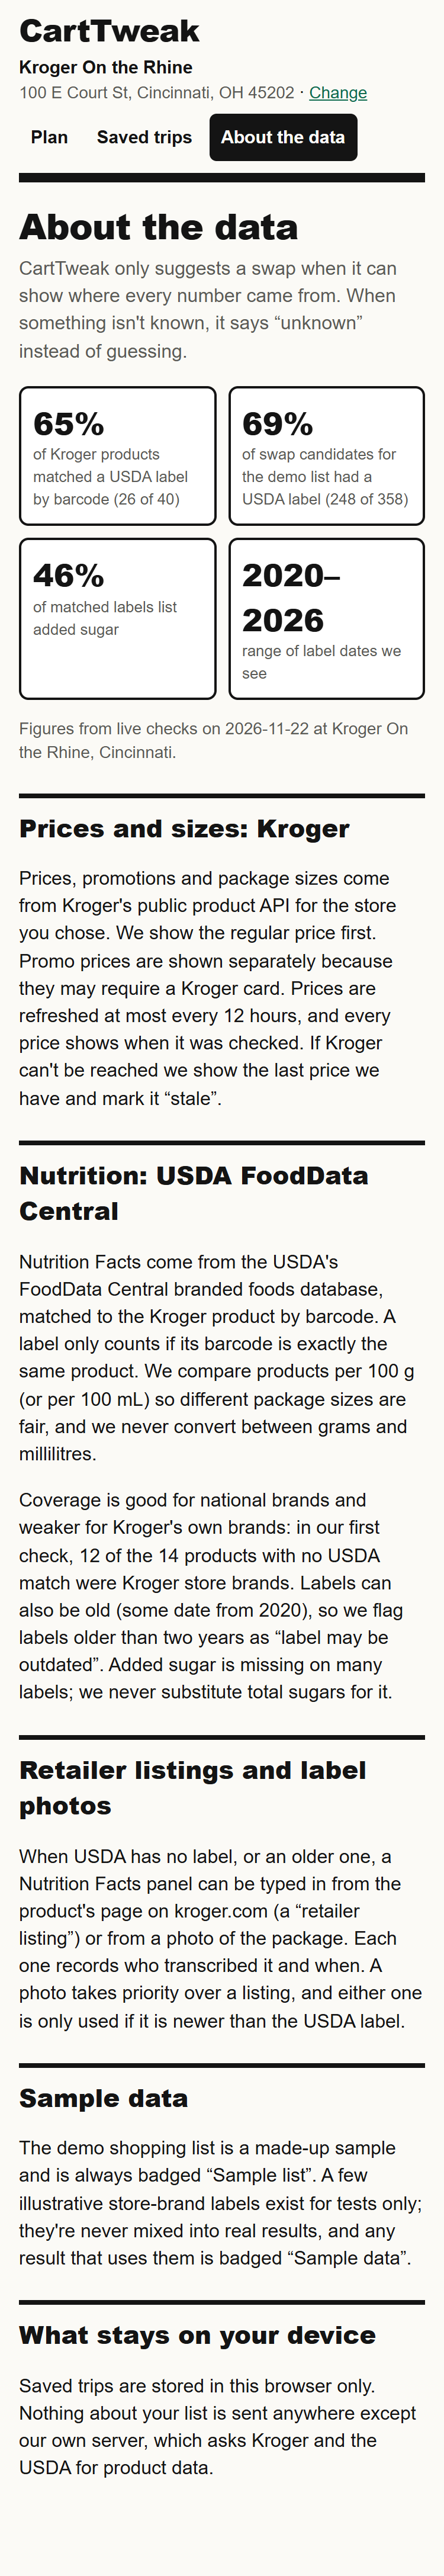 CartTweak
Kroger On the Rhine
100 E Court St, Cincinnati, OH 45202 · Change
Plan
Saved trips
About the data
About the data
CartTweak only suggests a swap when it can
show where every number came from. When
something isn't known, it says “unknown”
instead of guessing.
65%
of Kroger products
matched a USDA label
by barcode (26 of 40)
69%
of swap candidates for
the demo list had a
USDA label (248 of 358)
46%
of matched labels list
added sugar
2020–
2026
range of label dates we
see
Figures from live checks on 2026-11-22 at Kroger On
the Rhine, Cincinnati.
Prices and sizes: Kroger
Prices, promotions and package sizes come
from Kroger's public product API for the store
you chose. We show the regular price first.
Promo prices are shown separately because
they may require a Kroger card. Prices are
refreshed at most every 12 hours, and every
price shows when it was checked. If Kroger
can't be reached we show the last price we
have and mark it “stale”.
Nutrition: USDA FoodData
Central
Nutrition Facts come from the USDA's
FoodData Central branded foods database,
matched to the Kroger product by barcode. A
label only counts if its barcode is exactly the
same product. We compare products per 100 g
(or per 100 mL) so different package sizes are
fair, and we never convert between grams and
millilitres.
Coverage is good for national brands and
weaker for Kroger's own brands: in our first
check, 12 of the 14 products with no USDA
match were Kroger store brands. Labels can
also be old (some date from 2020), so we flag
labels older than two years as “label may be
outdated”. Added sugar is missing on many
labels; we never substitute total sugars for it.
Retailer listings and label
photos
When USDA has no label, or an older one, a
Nutrition Facts panel can be typed in from the
product's page on kroger.com (a “retailer
listing”) or from a photo of the package. Each
one records who transcribed it and when. A
photo takes priority over a listing, and either one
is only used if it is newer than the USDA label.
Sample data
The demo shopping list is a made-up sample
and is always badged “Sample list”. A few
illustrative store-brand labels exist for tests only;
they're never mixed into real results, and any
result that uses them is badged “Sample data”.
What stays on your device
Saved trips are stored in this browser only.
Nothing about your list is sent anywhere except
our own server, which asks Kroger and the
USDA for product data.